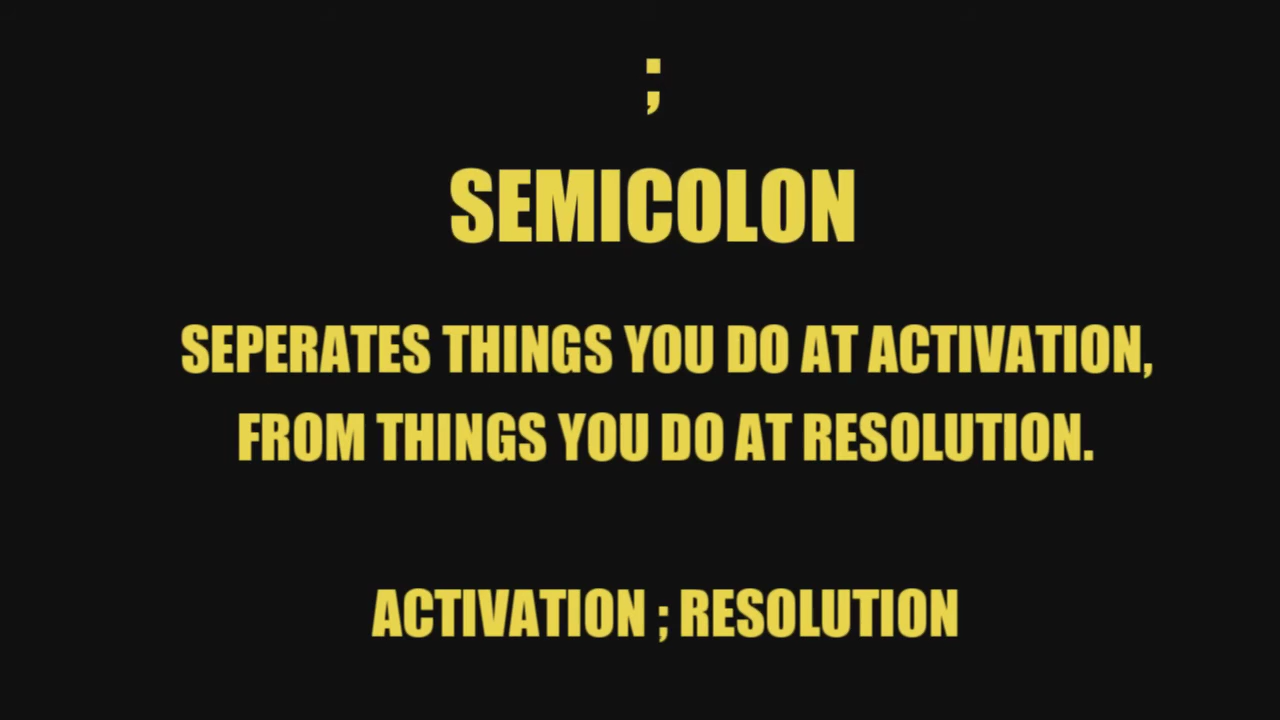 ;
SEMICOLON
SEPERATES THINGS YOU DO AT ACTIVATION,
FROM THINGS YOU DO AT RESOLUTION.
ACTIVATION ; RESOLUTION